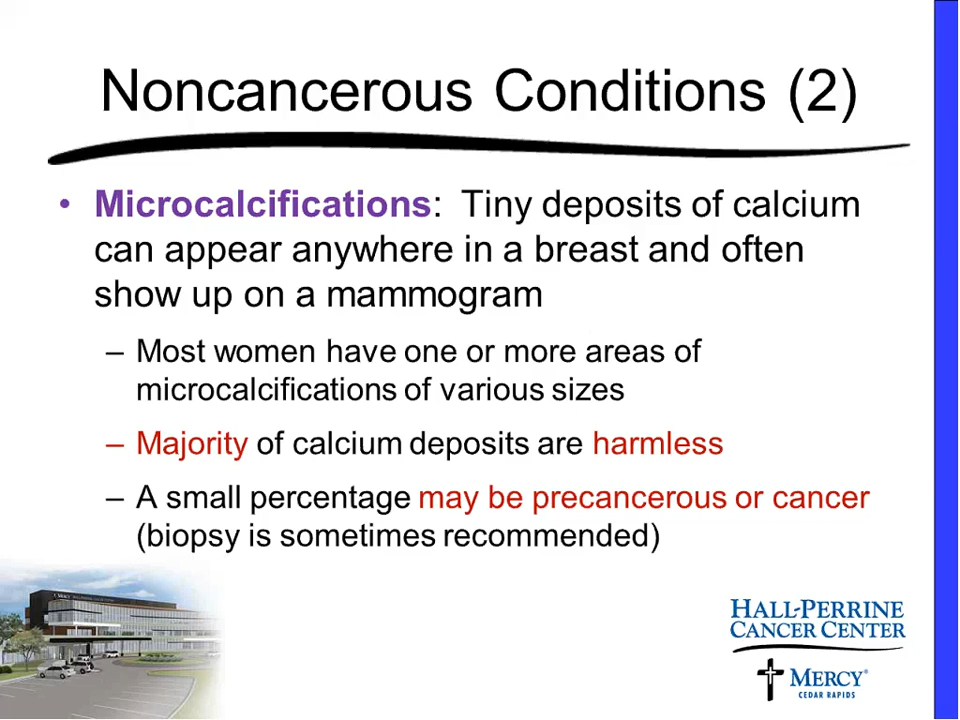 Noncancerous Conditions (2)
• Microcalcifications: Tiny deposits of calcium
can appear anywhere in a breast and often
show up on a mammogram
– Most women have one or more areas of
microcalcifications of various sizes
– Majority of calcium deposits are harmless
– A small percentage may be precancerous or cancer
(biopsy is sometimes recommended)
HALL-PERRINE
CANCER CENTER
MERCY®
CEDAR RAPIDS